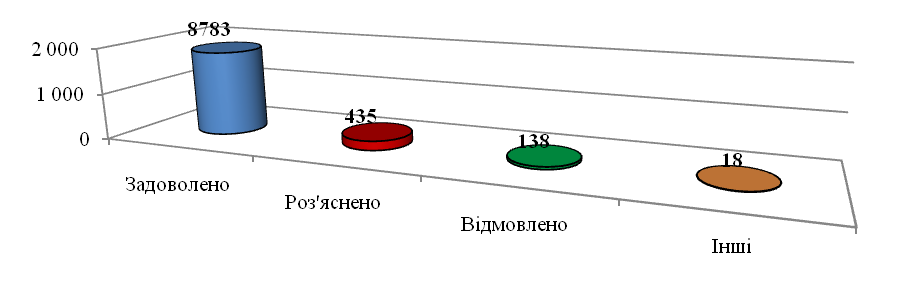 8783
2 000
1 000
435
0
138
18
Задоволено
Роз'яснено
Відмовлено
Інші